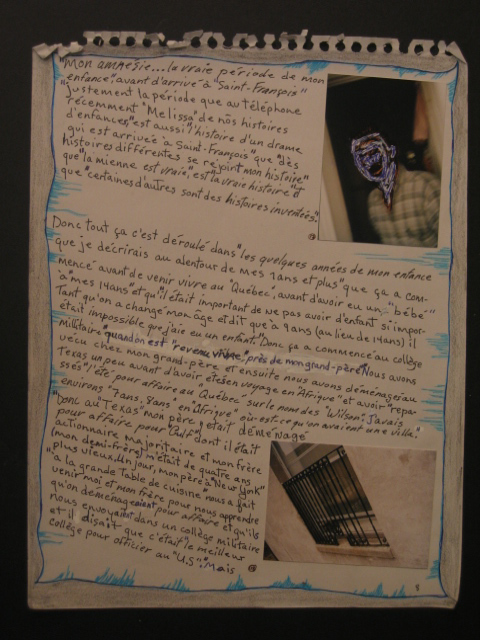 "Mon amnésie...la vraie période de mon
enfance", avant d'arrivé à "Saint-François"
justement la période que au téléphone
récemment "Melissa" de nos histoires
d'enfances, "est aussi" l'histoire d'un drame
qui est arrivée à Saint-François" que "dès
histoires différentes se rejoint mon histoire"
que "la mienne est vraie", est la vraie histoire "et
que "certaines d'autres sont des histoires inventées."
Donc tout ça c'est déroulé dans "les quelques années de mon enfance
que je décrirais au alentour de mes 7ans et plus" que ça a com-
mencé avant de venir vivre au "Québec", avant d'avoir eu un "bébé"
"à "mes 14ans" et qu'il était important de ne pas avoir d'enfant si impor-
Tant qu'on a changé mon âge et dit que à 9 ans (au lieu de 14ans) il
était impossible que j'aie eu un enfant. "Donc ça a commencé au collège
militaire "quand on est "revenu vivre" près de mon grand-père" Nous avons
vécu chez mon grand-père et ensuite nous avons déménagé au
Texas un peu avant d'avoir été en voyage en "Afrique" et avoir "repa-
ssés" l'été pour affaire au "Québec" sur le nom des "Wilson". J'avais
environs "7ans, 8ans" en "Afrique" où est-ce qu'on avaient une ville.
"Donc au "Texas" mon père "était déménagé
pour affaire pour "Gulf", dont il était
actionnaire majoritaire et mon frère
(mon demi-frère) m'était de quatre ans
plus vieux. Un jour, mon père à "New York"
"à la grande Table de cuisine" nous a fait
venir moi et mon frère pour nous apprendre
qu'on déménageaient pour affaire et qu'ils
nous envoyaient dans un collège militaire
et il disait que c'était le meilleur
collège pour officier au "U.S". Mais